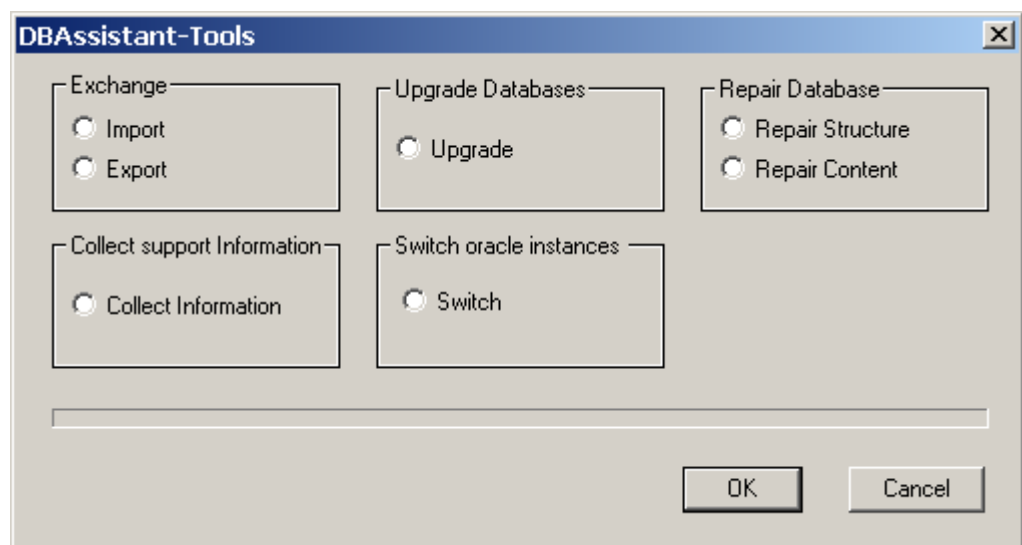 DBAssistant-Tools
Exchange
Import
Export
Upgrade Databases
Upgrade
Repair Database
Repair Structure
Repair Content
Collect support Information
Collect Information
Switch oracle instances
Switch
OK
Cancel